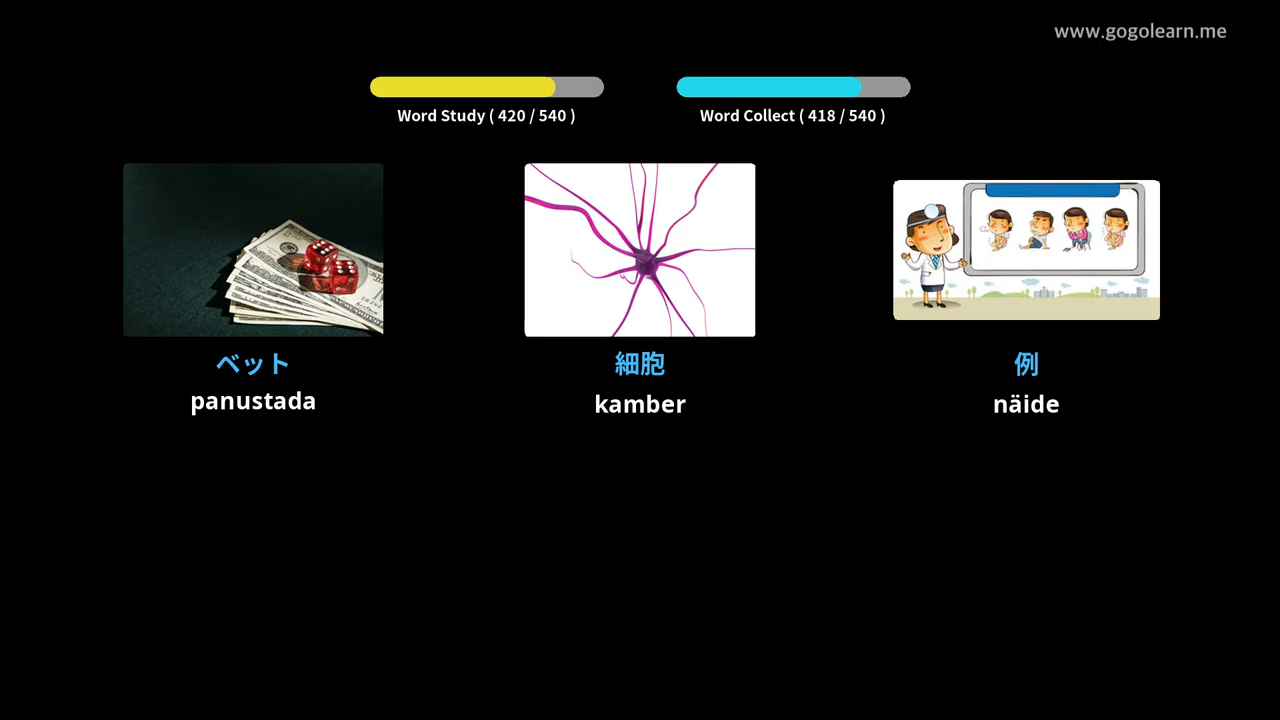 www.gogolearn.me
Word Study ( 420 / 540 )
Word Collect ( 418 / 540 )
ベット
panustada
細胞
kamber
例
näide